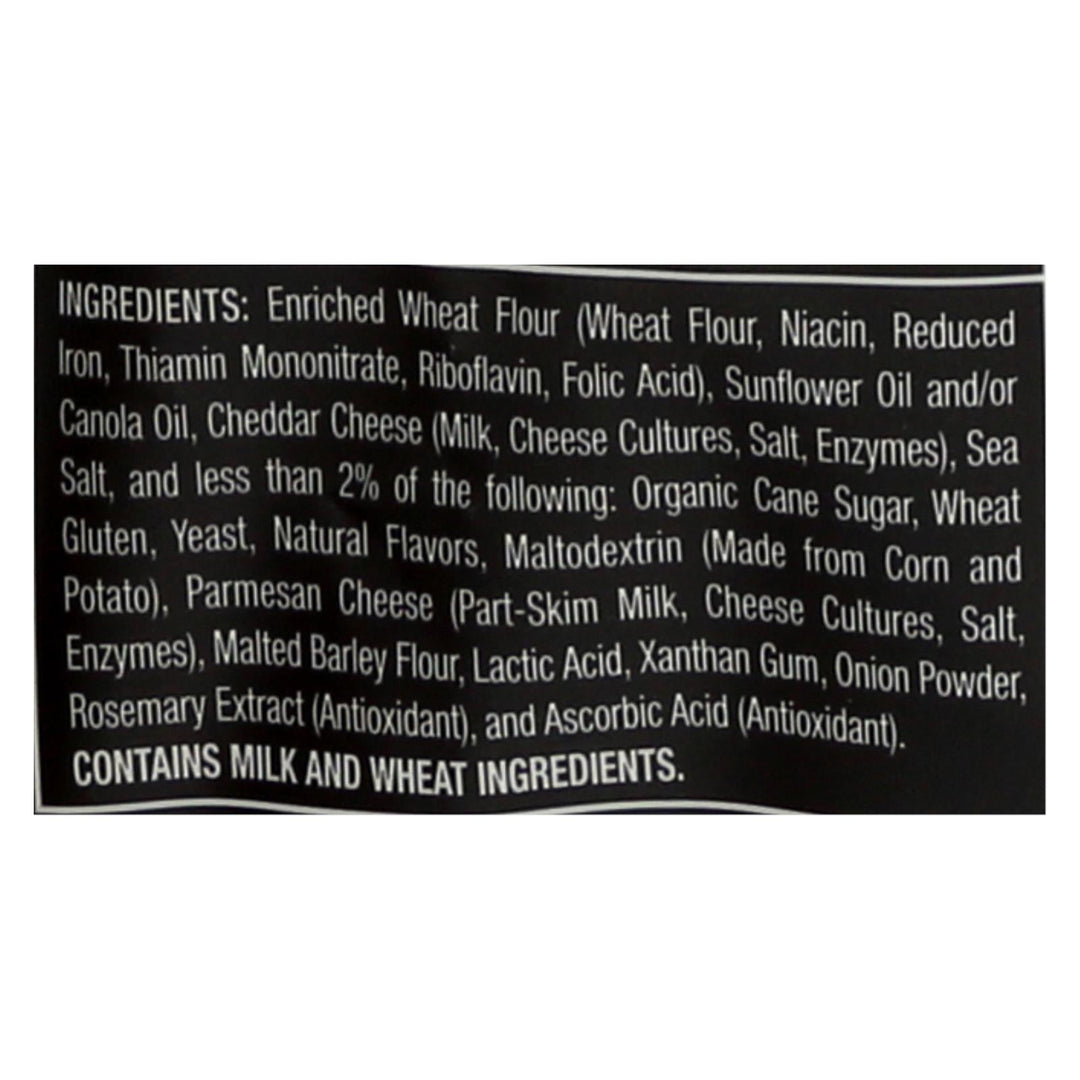 INGREDIENTS: Enriched Wheat Flour (Wheat Flour, Niacin, Reduced
Iron, Thiamin Mononitrate, Riboflavin, Folic Acid), Sunflower Oil and/or
Canola Oil, Cheddar Cheese (Milk, Cheese Cultures, Salt, Enzymes), Sea
Salt, and less than 2% of the following: Organic Cane Sugar, Wheat
Gluten, Yeast, Natural Flavors, Maltodextrin (Made from Corn and
Potato), Parmesan Cheese (Part-Skim Milk, Cheese Cultures, Salt,
Enzymes), Malted Barley Flour, Lactic Acid, Xanthan Gum, Onion Powder,
Rosemary Extract (Antioxidant), and Ascorbic Acid (Antioxidant).
CONTAINS MILK AND WHEAT INGREDIENTS.